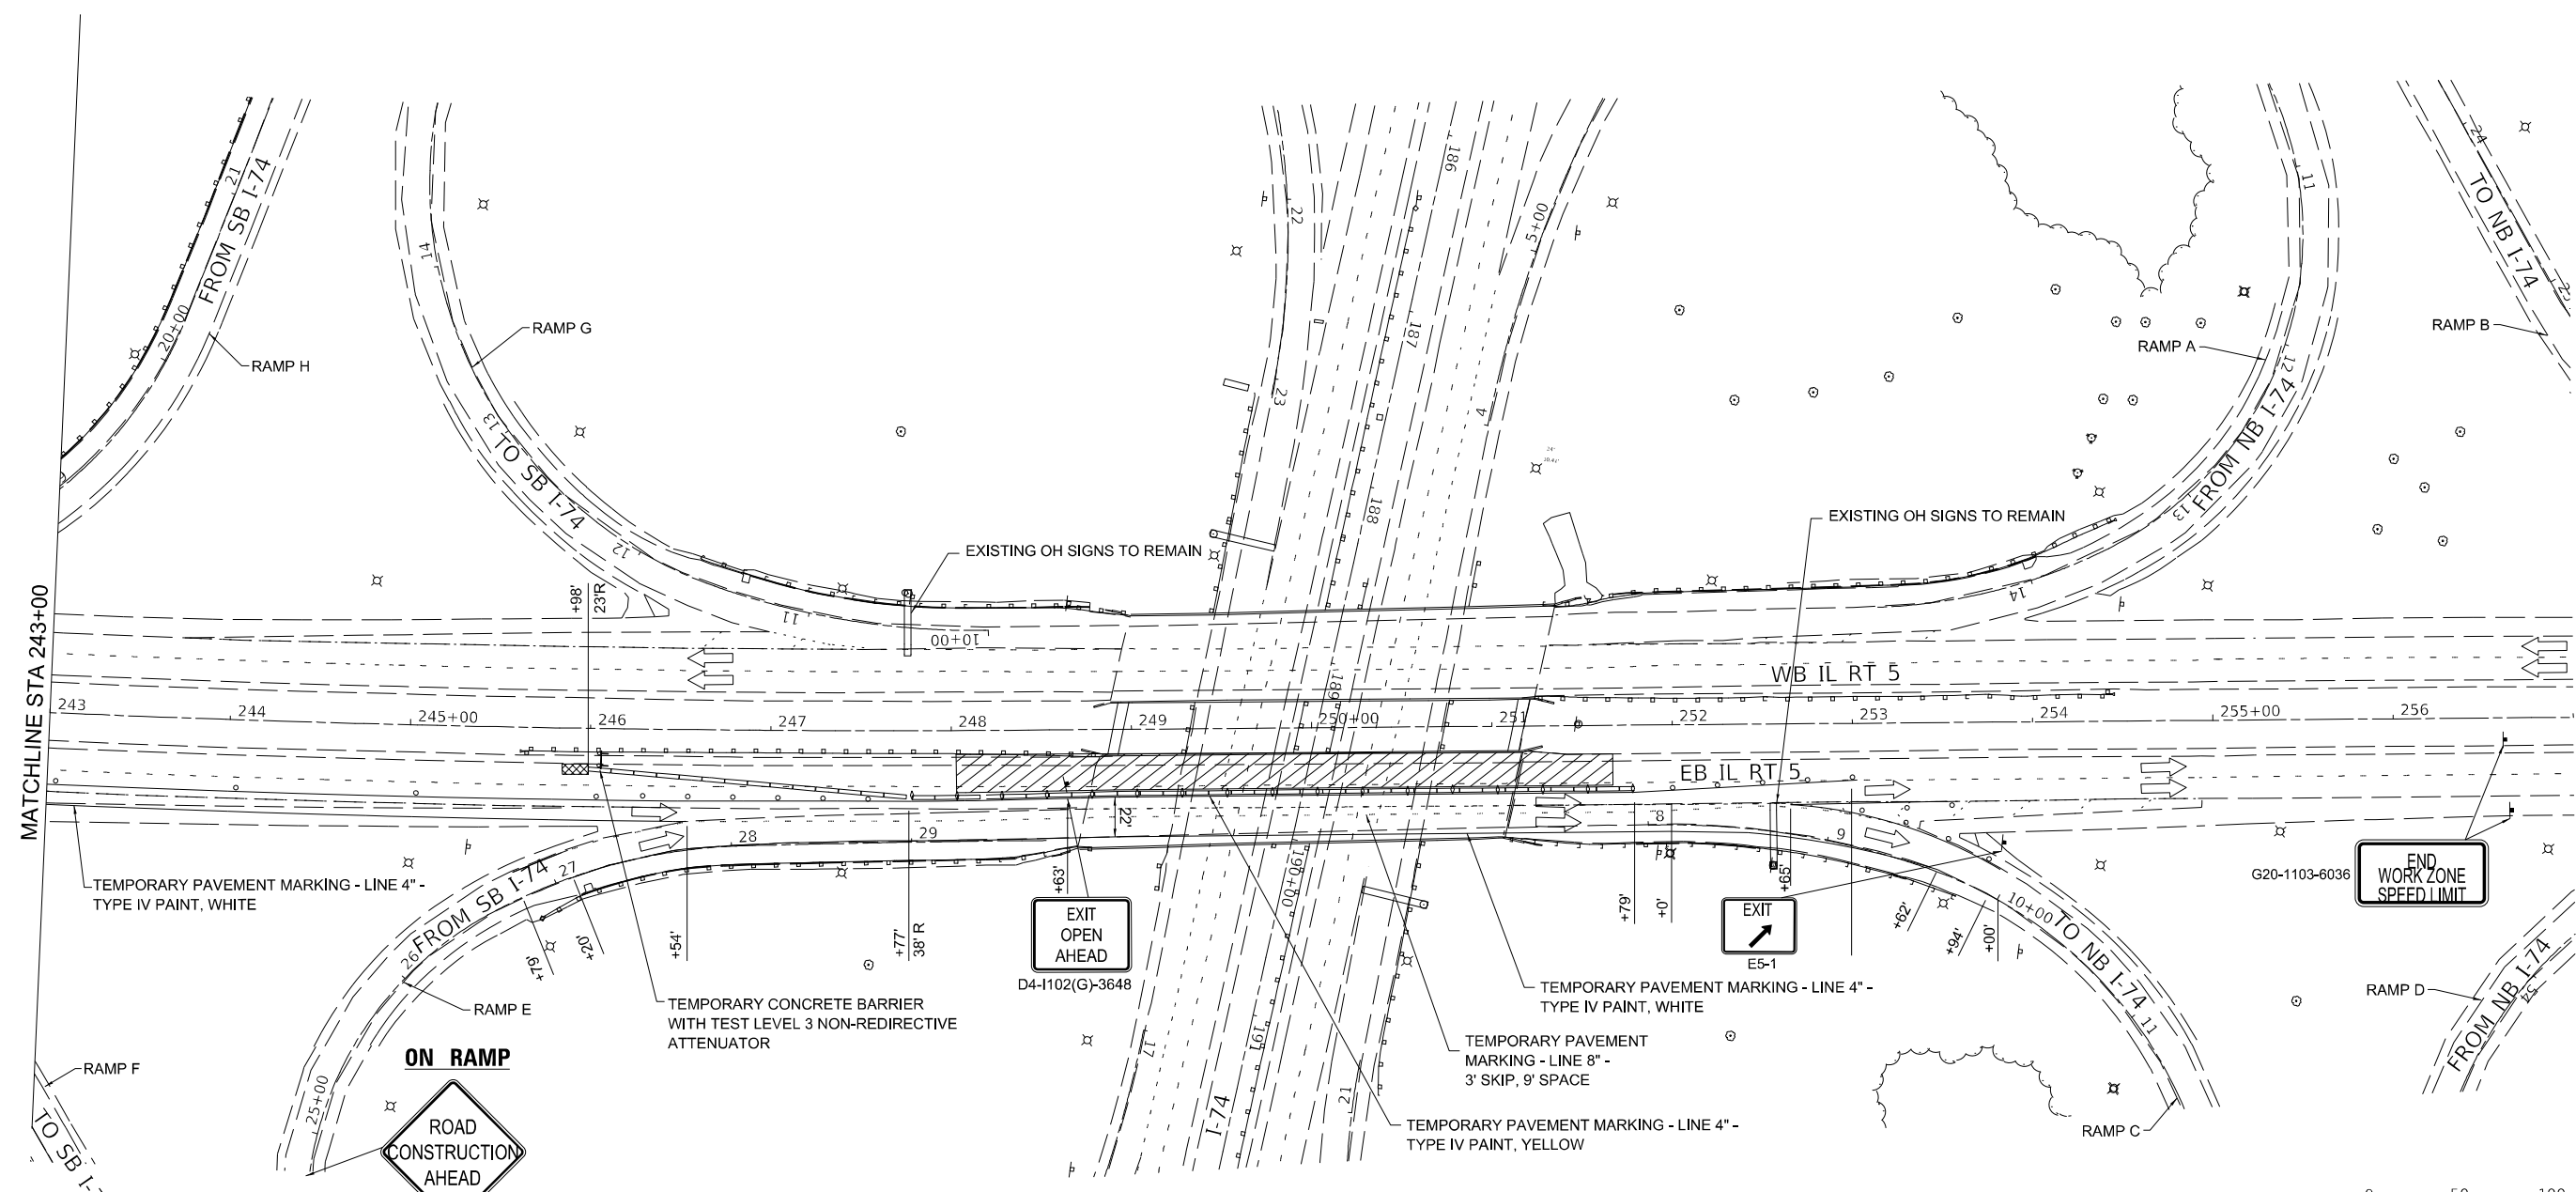 MATCHLINE STA 243+00
FROM SB I-74
21
20+00
RAMP H
RAMP G
14
13
TO SB I-74
12
11
10+00
EXISTING OH SIGNS TO REMAIN
+98'
23'R
22
23
186
187
188
189
5+00
4
EXISTING OH SIGNS TO REMAIN
RAMP A
11
12
FROM NB I-74
13
14
24
TO NB I-74
RAMP B
WB IL RT 5
243
244
245+00
246
247
248
249
250+00
251
252
253
254
255+00
256
EB IL RT 5
22'
28
29
8
9
TEMPORARY PAVEMENT MARKING - LINE 4" -
TYPE IV PAINT, WHITE
27
FROM SB I-74
26
+79'
+20'
+54'
+77'
38' R
+63'
EXIT
OPEN
AHEAD
D4-I102(G)-3648
190+00
+79'
+0'
+65'
EXIT
E5-1
+62'
+94'
+00'
10+00
TO NB I-74
11
G20-1103-6036
END
WORK ZONE
SPEED LIMIT
RAMP E
TEMPORARY CONCRETE BARRIER
WITH TEST LEVEL 3 NON-REDIRECTIVE
ATTENUATOR
TEMPORARY PAVEMENT MARKING - LINE 4" -
TYPE IV PAINT, WHITE
TEMPORARY PAVEMENT
MARKING - LINE 8" -
3' SKIP, 9' SPACE
TEMPORARY PAVEMENT MARKING - LINE 4" -
TYPE IV PAINT, YELLOW
RAMP D
FROM NB I-74
54
RAMP C
17
191
21
I-74
RAMP F
TO SB I-
25+00
ON RAMP
ROAD
CONSTRUCTION
AHEAD